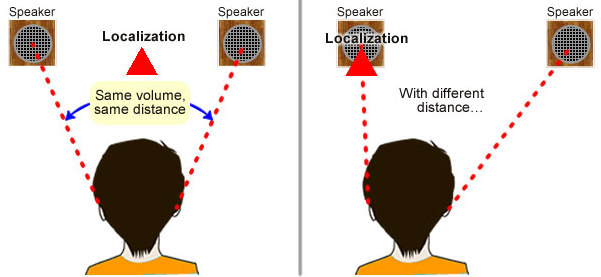 Speaker
Speaker
Localization
Same volume,
same distance
Speaker
Speaker
Localization
With different
distance...